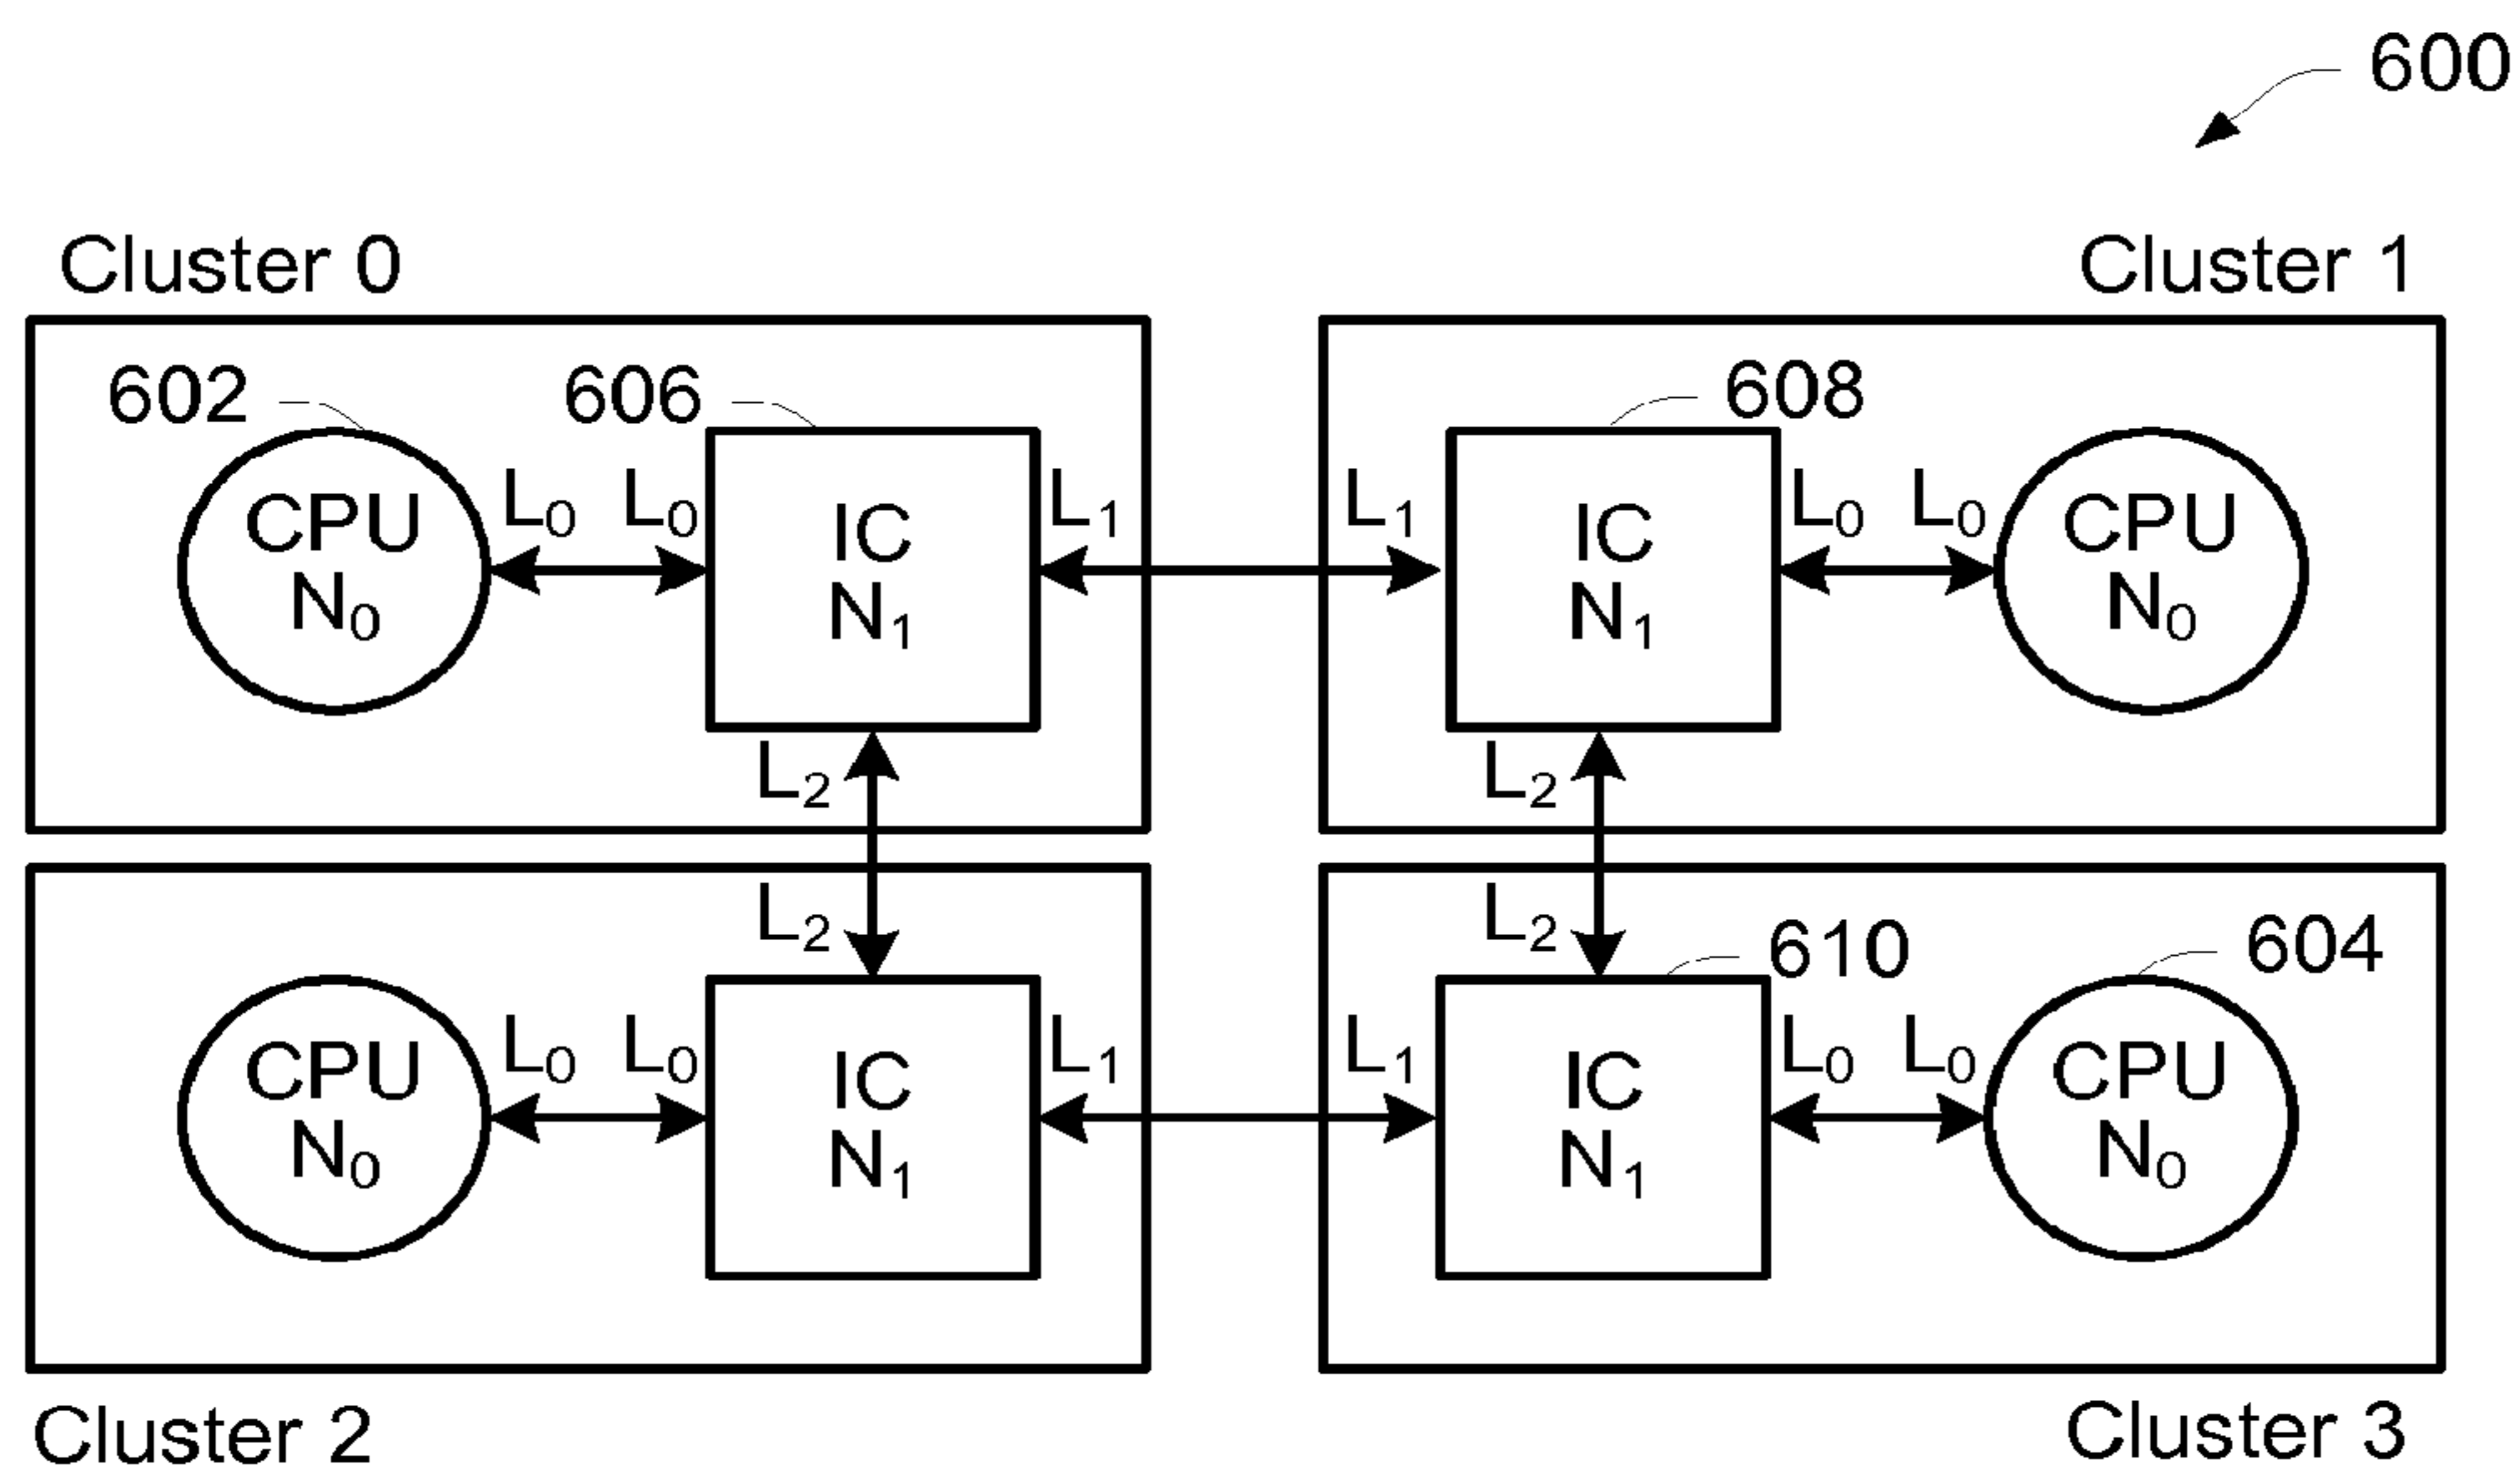 600
Cluster 0
Cluster 1
602
606
608
CPU
N₀
L₀
L₀
IC
N₁
L₁
L₁
IC
N₁
L₀
L₀
CPU
N₀
L₂
L₂
L₂
L₂
610
604
CPU
N₀
L₀
L₀
IC
N₁
L₁
L₁
IC
N₁
L₀
L₀
CPU
N₀
Cluster 2
Cluster 3